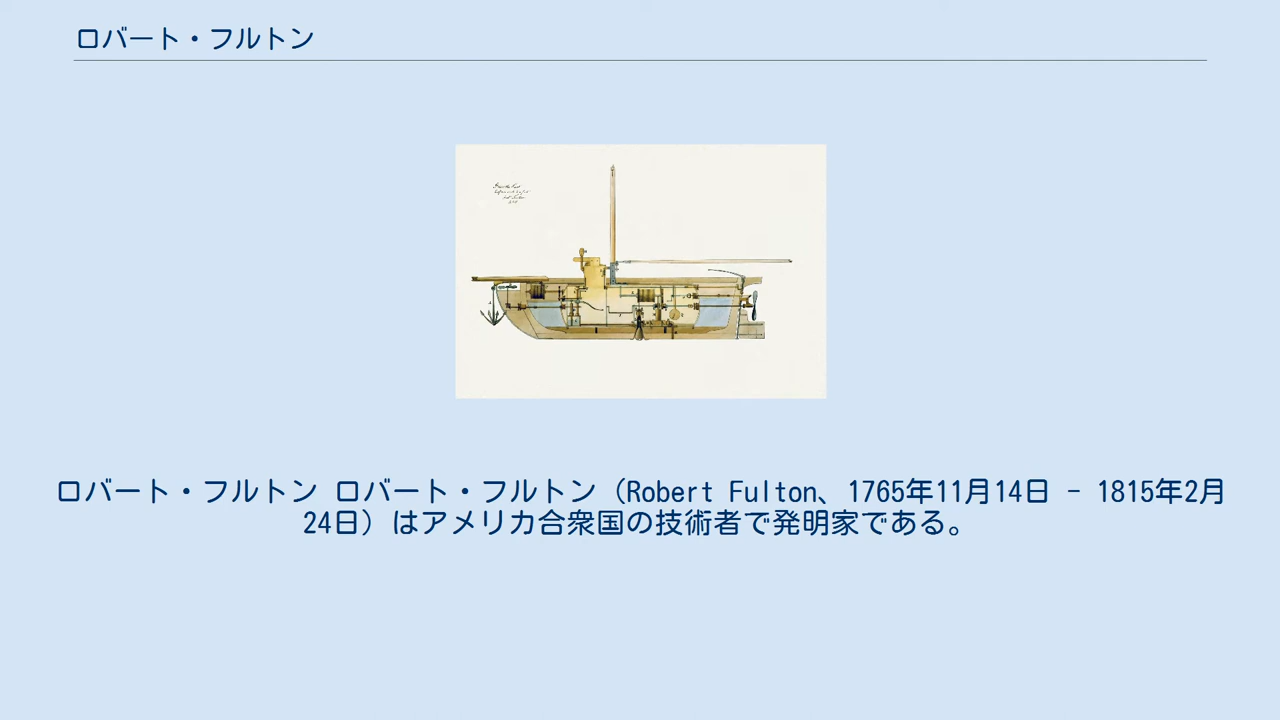 ロバート・フルトン
ロバート・フルトン ロバート・フルトン（Robert Fulton、1765年11月14日 - 1815年2月
24日）はアメリカ合衆国の技術者で発明家である。